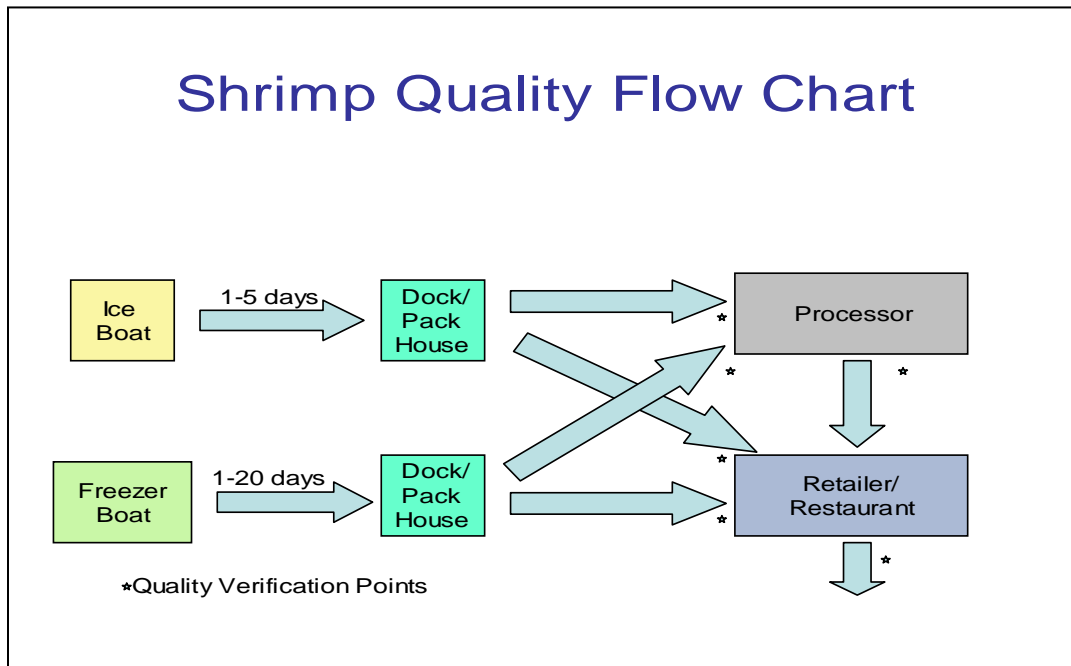 Shrimp Quality Flow Chart
Ice
Boat
1-5 days
Dock/
Pack
House
Processor
Freezer
Boat
1-20 days
Dock/
Pack
House
Retailer/
Restaurant
*Quality Verification Points